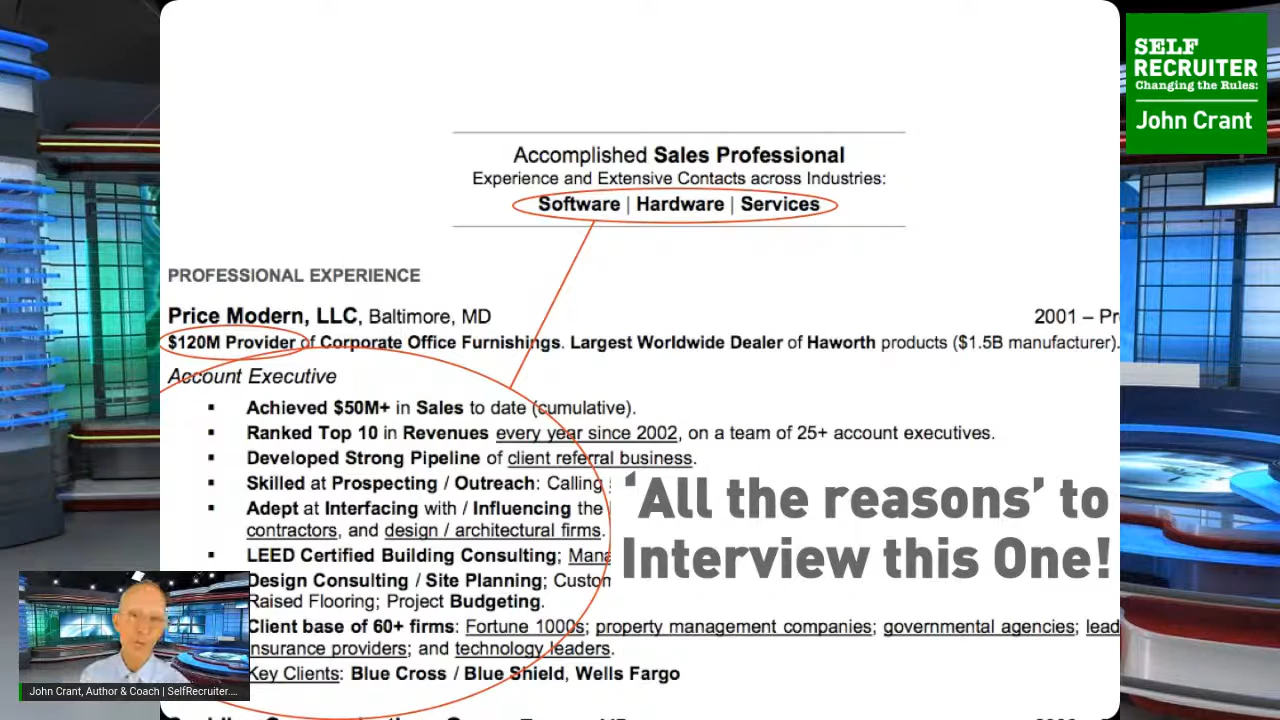 SELF
RECRUITER
Changing the Rules:
John Crant
Accomplished Sales Professional
Experience and Extensive Contacts across Industries:
Software | Hardware | Services
PROFESSIONAL EXPERIENCE
Price Modern, LLC, Baltimore, MD
2001 – Pr
$120M Provider of Corporate Office Furnishings. Largest Worldwide Dealer of Haworth products ($1.5B manufacturer).
Account Executive
▪ Achieved $50M+ in Sales to date (cumulative).
▪ Ranked Top 10 in Revenues every year since 2002, on a team of 25+ account executives.
▪ Developed Strong Pipeline of client referral business.
▪ Skilled at Prospecting / Outreach: Calling
▪ Adept at Interfacing with / Influencing the
contractors, and design / architectural firms.
▪ LEED Certified Building Consulting; Mana
Design Consulting / Site Planning; Custom
Raised Flooring; Project Budgeting.
Client base of 60+ firms: Fortune 1000s; property management companies; governmental agencies; lead
nsurance providers; and technology leaders.
Key Clients: Blue Cross / Blue Shield, Wells Fargo
‘All the reasons’ to
Interview this One!
John Crant, Author & Coach | SelfRecruiter....